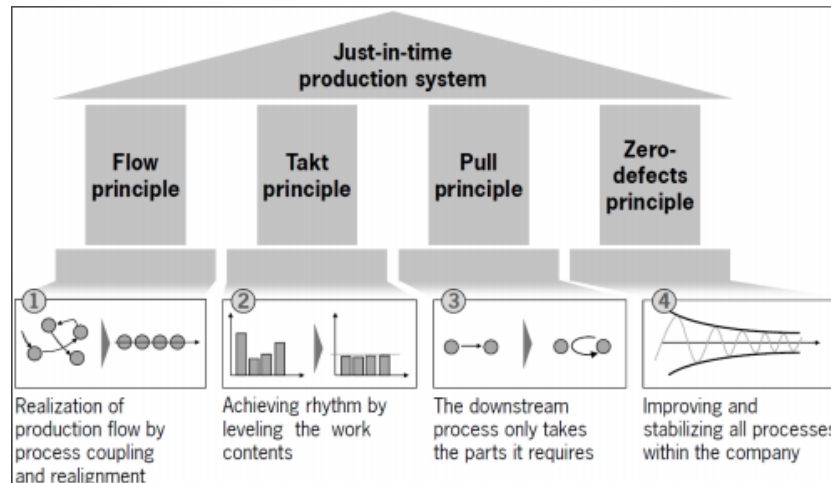 Just-in-time
production system
Flow
principle
Takt
principle
Pull
principle
Zero-
defects
principle
1
2
3
4
Realization of
production flow by
process coupling
and realignment
Achieving rhythm by
leveling the work
contents
The downstream
process only takes
the parts it requires
Improving and
stabilizing all processes
within the company